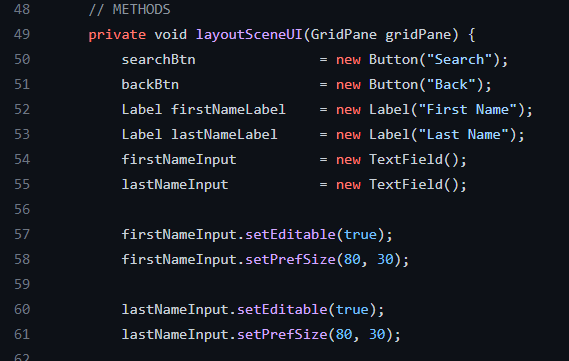 48 // METHODS
49 private void layoutSceneUI(GridPane gridPane) {
50 searchBtn = new Button("Search");
51 backBtn = new Button("Back");
52 Label firstNameLabel = new Label("First Name");
53 Label lastNameLabel = new Label("Last Name");
54 firstNameInput = new TextField();
55 lastNameInput = new TextField();
56
57 firstNameInput.setEditable(true);
58 firstNameInput.setPrefSize(80, 30);
59
60 lastNameInput.setEditable(true);
61 lastNameInput.setPrefSize(80, 30);
62